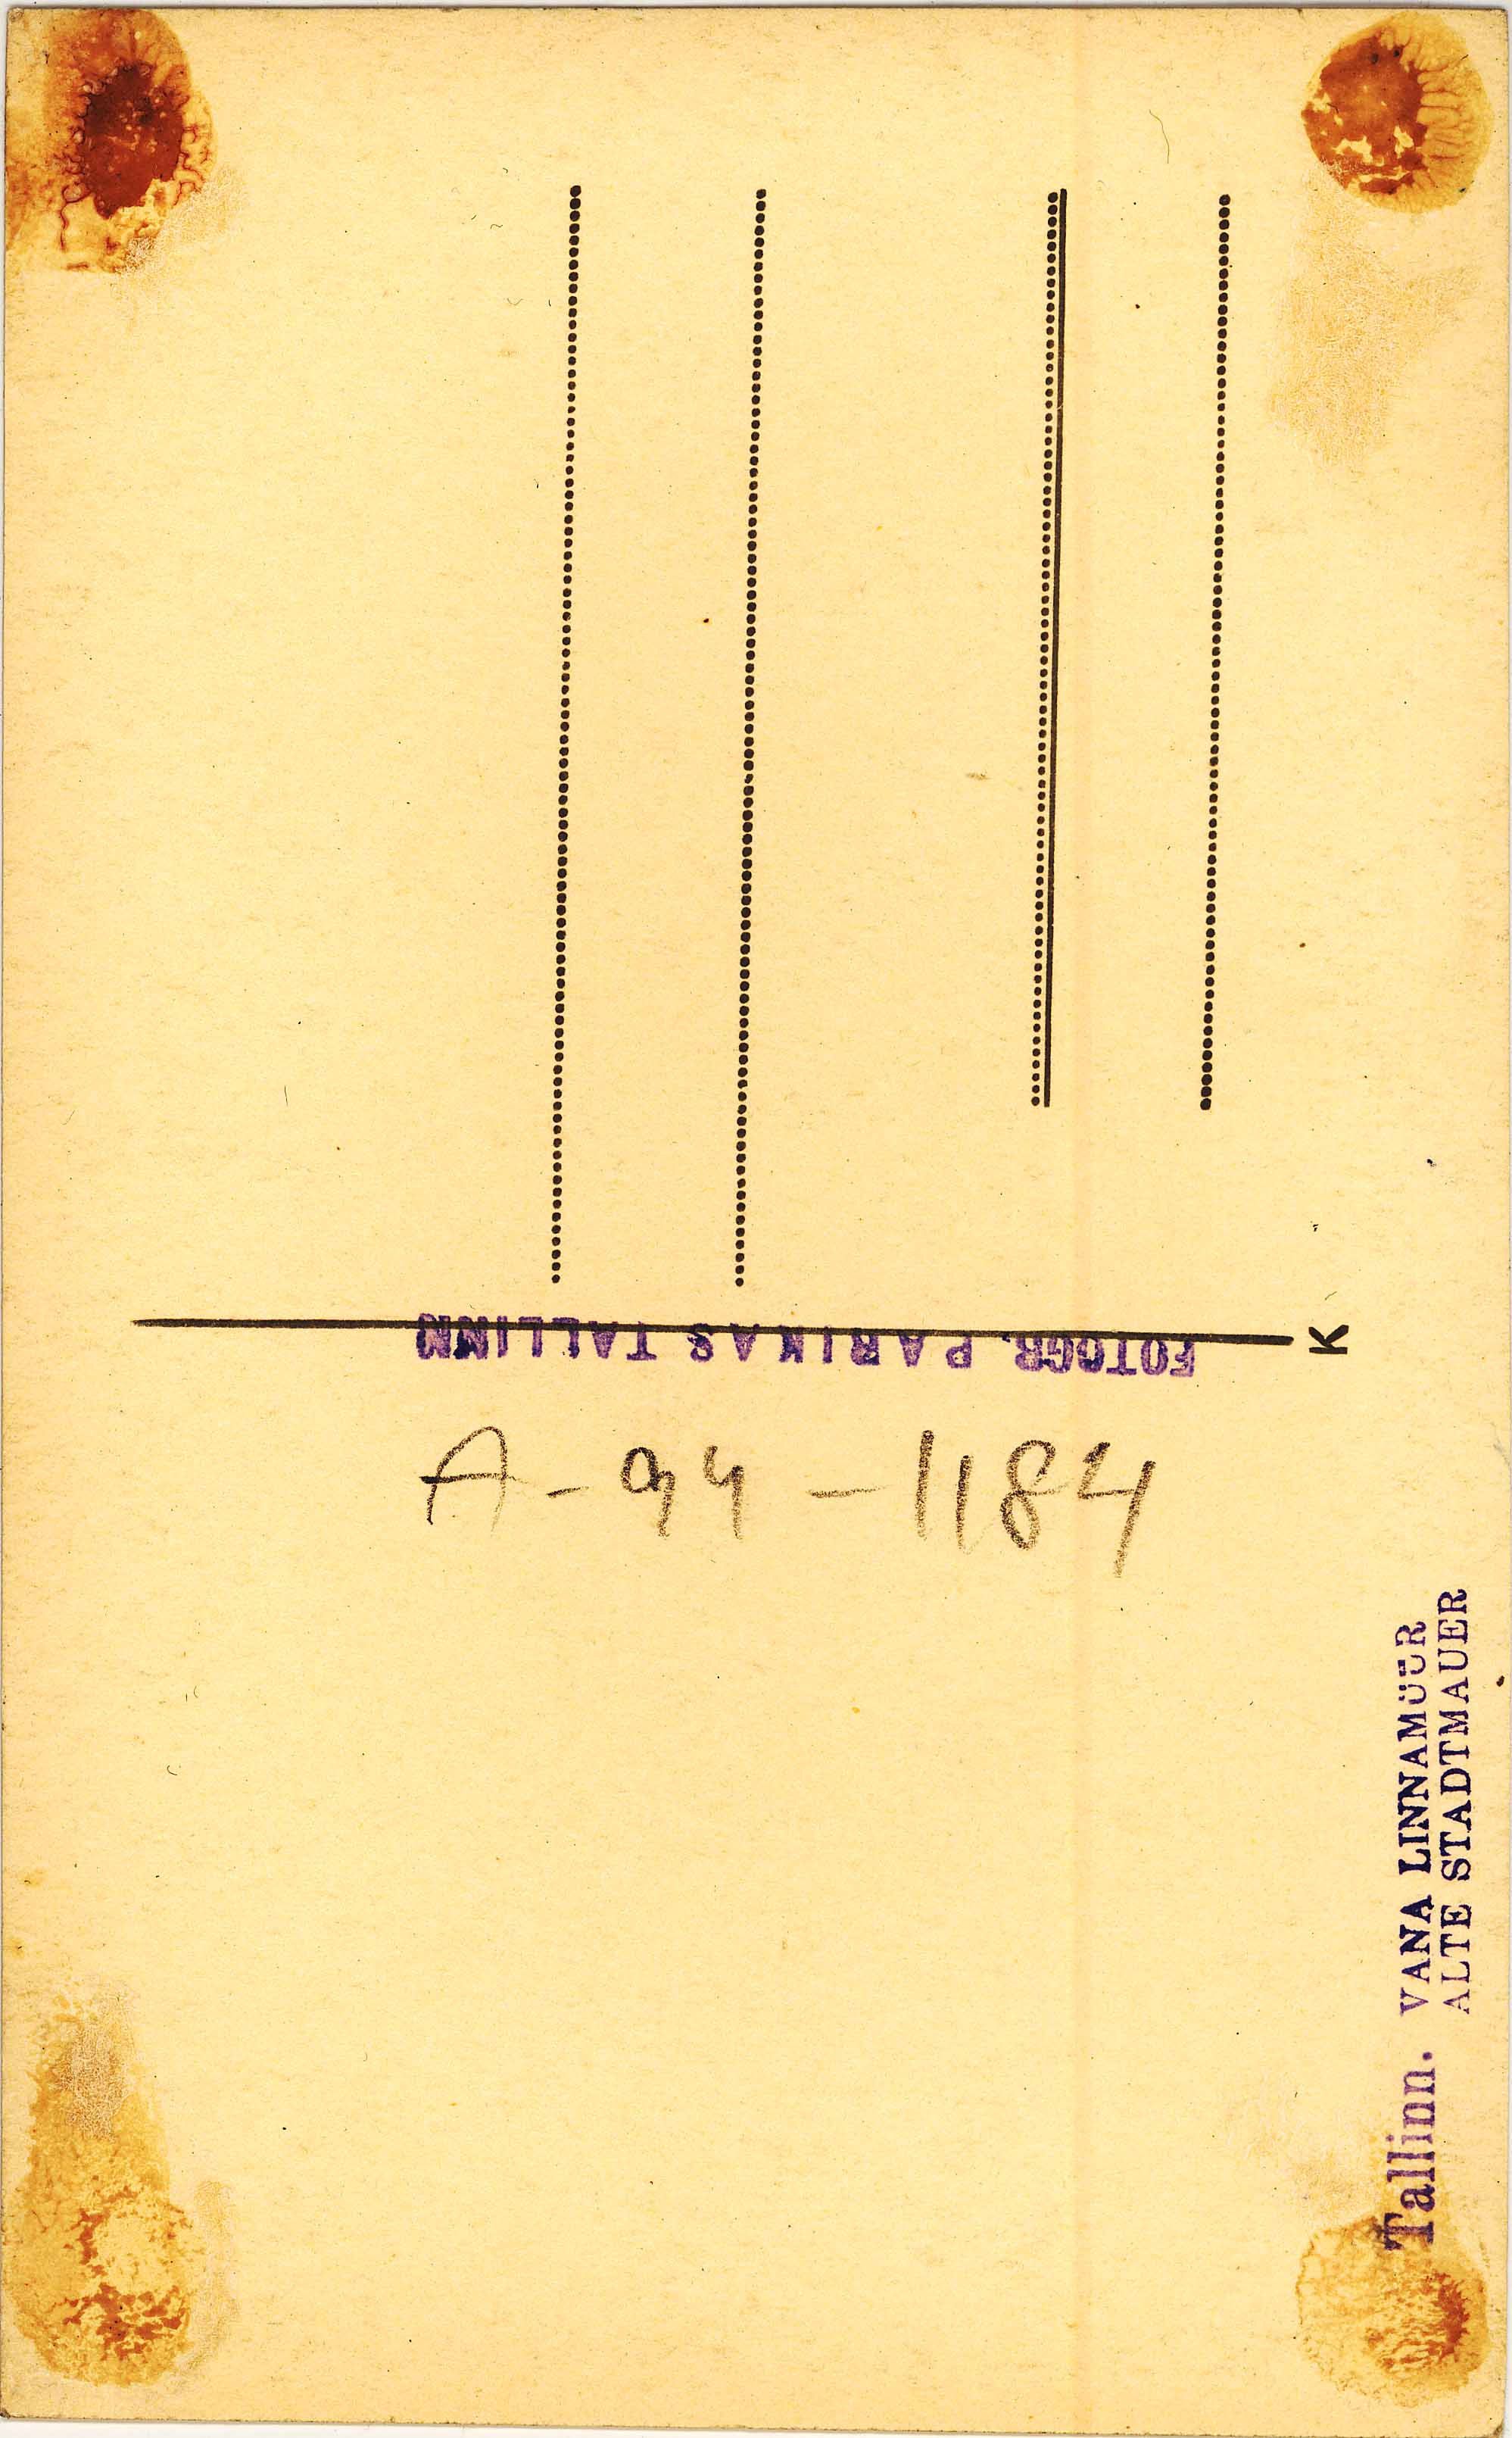 FOTOGR. PARIKAS TALLINN
K
A-94-1184
Tallinn. VANA LINNAMÜÜR
ALTE STADTMAUER